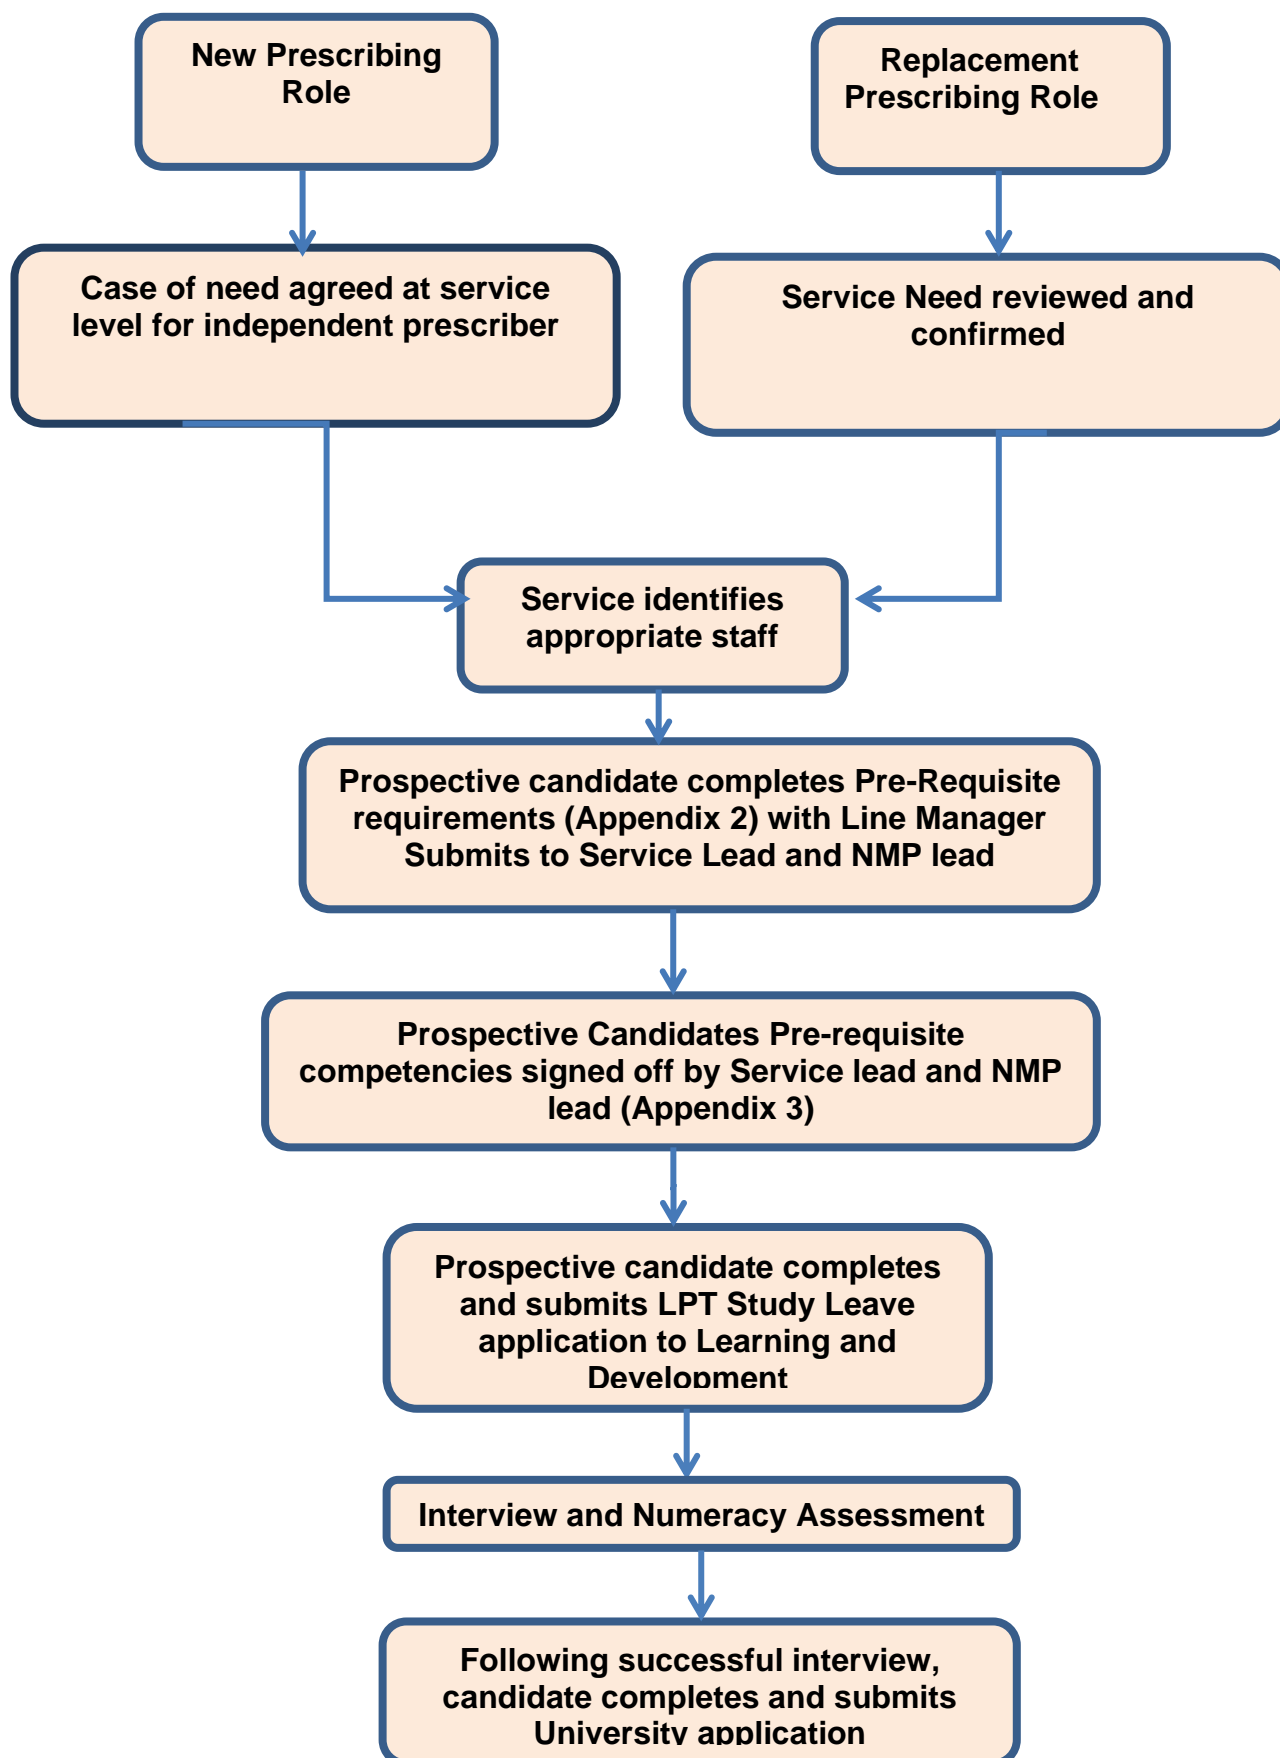 New Prescribing
Role
Replacement
Prescribing Role
Case of need agreed at service
level for independent prescriber
Service Need reviewed and
confirmed
Service identifies
appropriate staff
Prospective candidate completes Pre-Requisite
requirements (Appendix 2) with Line Manager
Submits to Service Lead and NMP lead
Prospective Candidates Pre-requisite
competencies signed off by Service lead and NMP
lead (Appendix 3)
Prospective candidate completes
and submits LPT Study Leave
application to Learning and
Development
Interview and Numeracy Assessment
Following successful interview,
candidate completes and submits
University application